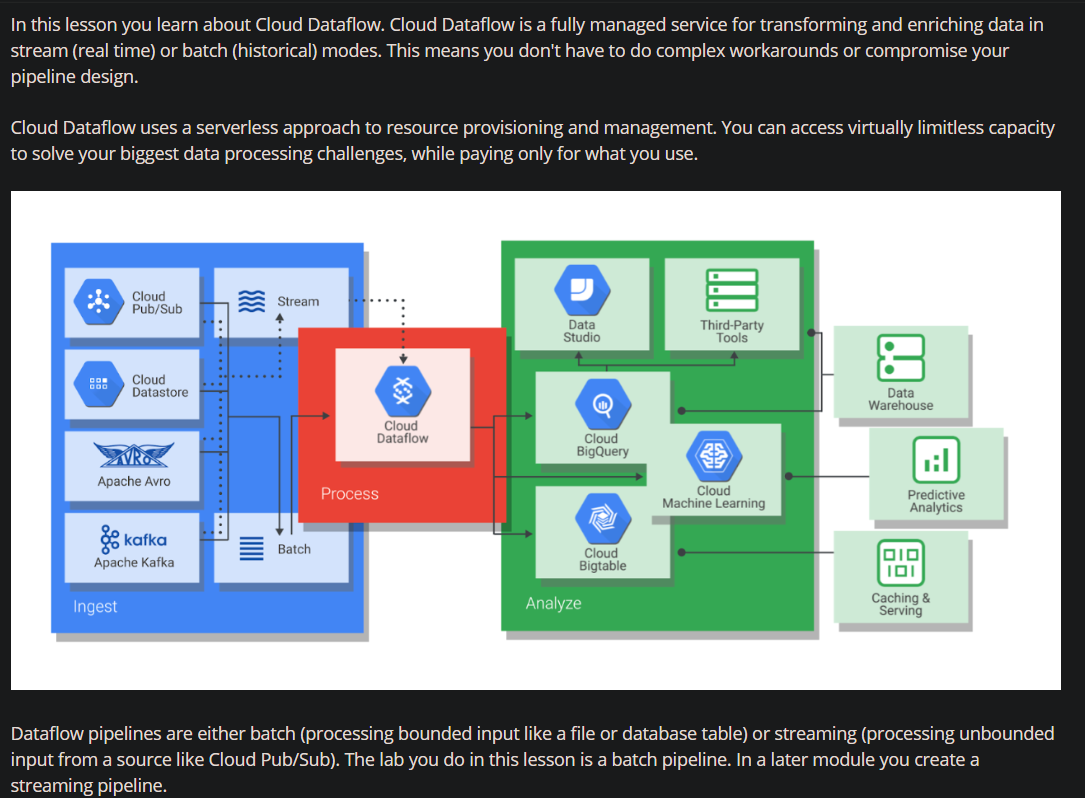 In this lesson you learn about Cloud Dataflow. Cloud Dataflow is a fully managed service for transforming and enriching data in
stream (real time) or batch (historical) modes. This means you don't have to do complex workarounds or compromise your
pipeline design.
Cloud Dataflow uses a serverless approach to resource provisioning and management. You can access virtually limitless capacity
to solve your biggest data processing challenges, while paying only for what you use.
Cloud
Pub/Sub
Stream
Cloud
Datastore
AVRO
Apache Avro
kafka
Apache Kafka
Batch
Ingest
Cloud
Dataflow
Process
Data
Studio
Third-Party
Tools
Cloud
BigQuery
Cloud
Machine Learning
Cloud
Bigtable
Analyze
Data
Warehouse
Predictive
Analytics
Caching &
Serving
Dataflow pipelines are either batch (processing bounded input like a file or database table) or streaming (processing unbounded
input from a source like Cloud Pub/Sub). The lab you do in this lesson is a batch pipeline. In a later module you create a
streaming pipeline.